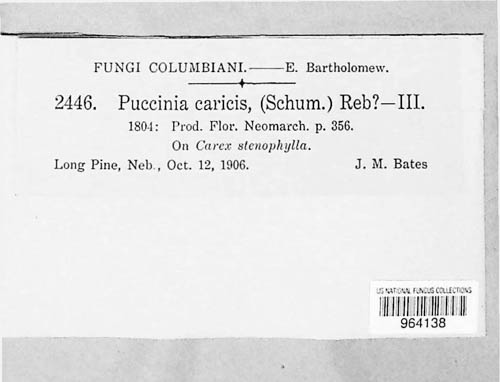 FUNGI COLUMBIANI.——E. Bartholomew.
2446. Puccinia caricis, (Schum.) Reb?—III.
1804: Prod. Flor. Neomarch. p. 356.
On Carex stenophylla.
Long Pine, Neb., Oct. 12, 1906. J. M. Bates
US NATIONAL FUNGUS COLLECTIONS
964138